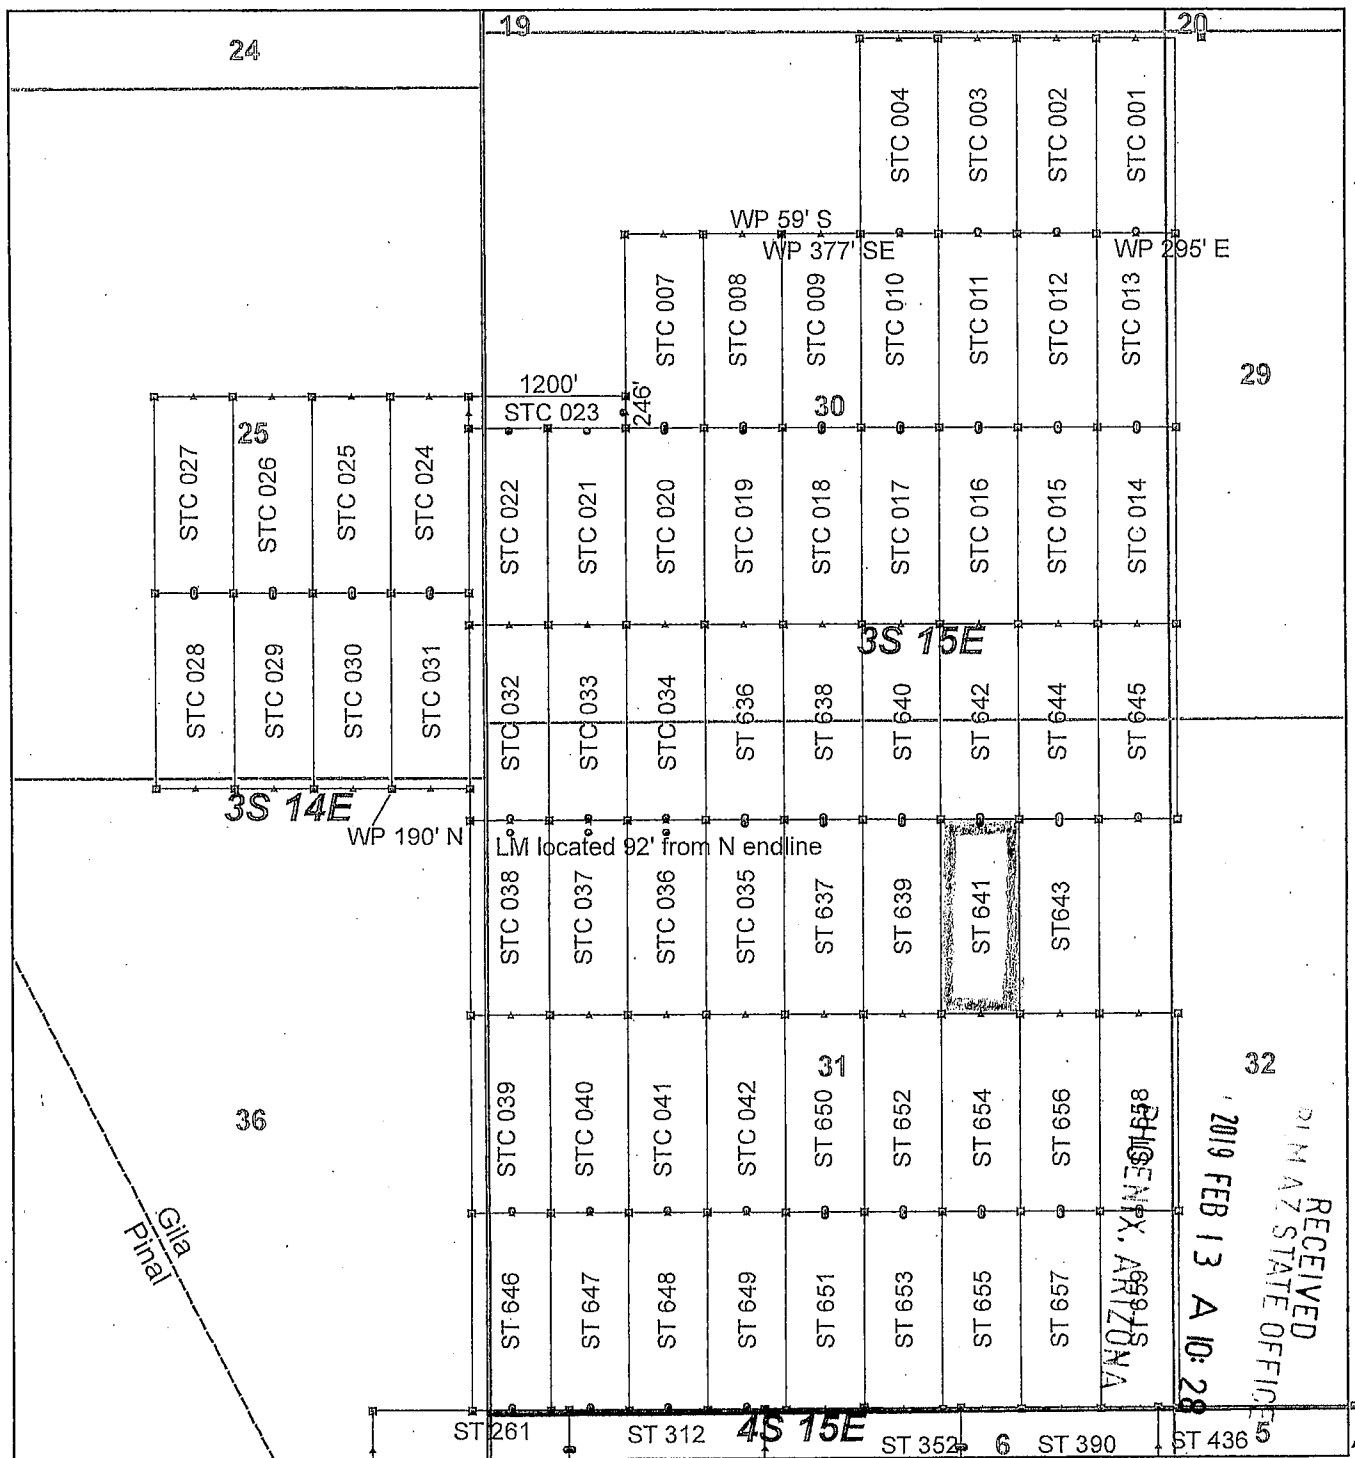 19
20
24
STC 004
STC 003
STC 002
STC 001
WP 59' S
WP 377' SE
WP 295' E
STC 007
STC 008
STC 009
STC 010
STC 011
STC 012
STC 013
29
1200'
246'
STC 023
30
25
STC 027
STC 026
STC 025
STC 024
STC 022
STC 021
STC 020
STC 019
STC 018
STC 017
STC 016
STC 015
STC 014
3S 15E
STC 028
STC 029
STC 030
STC 031
STC 032
STC 033
STC 034
ST 636
ST 638
ST 640
ST 642
ST 644
ST 645
3S 14E
WP 190' N
LM located 92' from N endline
STC 038
STC 037
STC 036
STC 035
ST 637
ST 639
ST 641
ST643
31
32
36
STC 039
STC 040
STC 041
STC 042
ST 650
ST 652
ST 654
ST 656
ST 658
Gila
Pinal
ST 646
ST 647
ST 648
ST 649
ST 651
ST 653
ST 655
ST 657
ST 659
RECEIVED
BLM AZ STATE OFFICE
2019 FEB 13 A 10: 28
PHOENIX, ARIZONA
ST 261
ST 312
4S 15E
ST 352
6
ST 390
ST 436
5